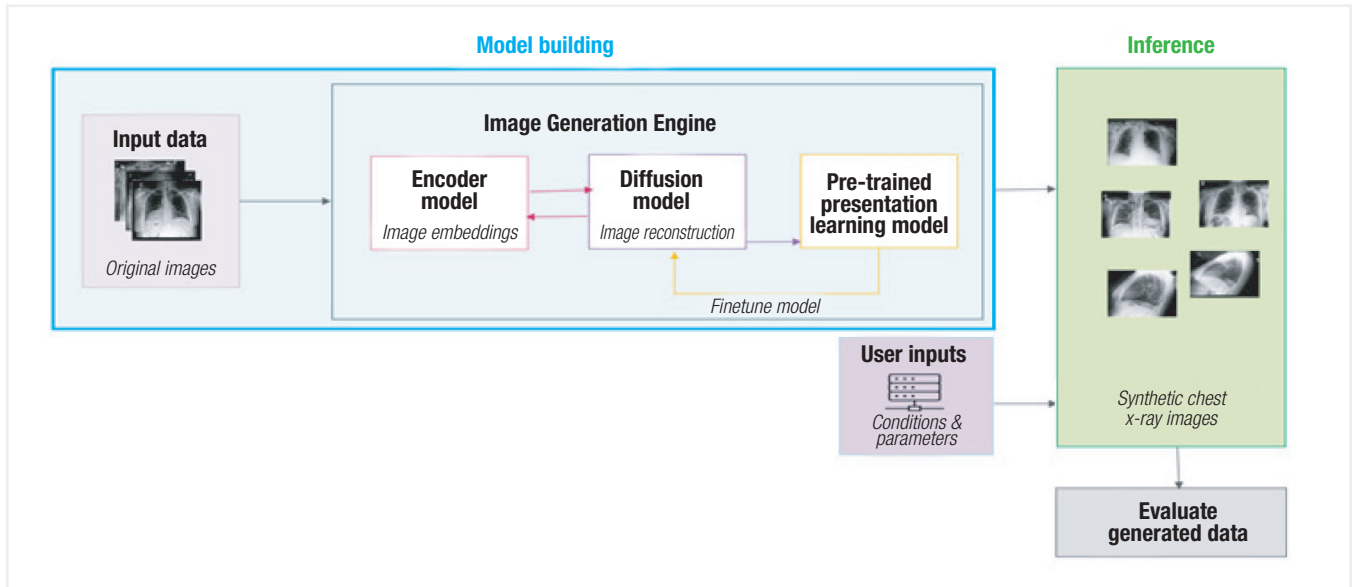 Model building
Inference
Input data
Original images
Image Generation Engine
Encoder
model
Image embeddings
Diffusion
model
Image reconstruction
Pre-trained
presentation
learning model
Finetune model
User inputs
Conditions &
parameters
Synthetic chest
x-ray images
Evaluate
generated data